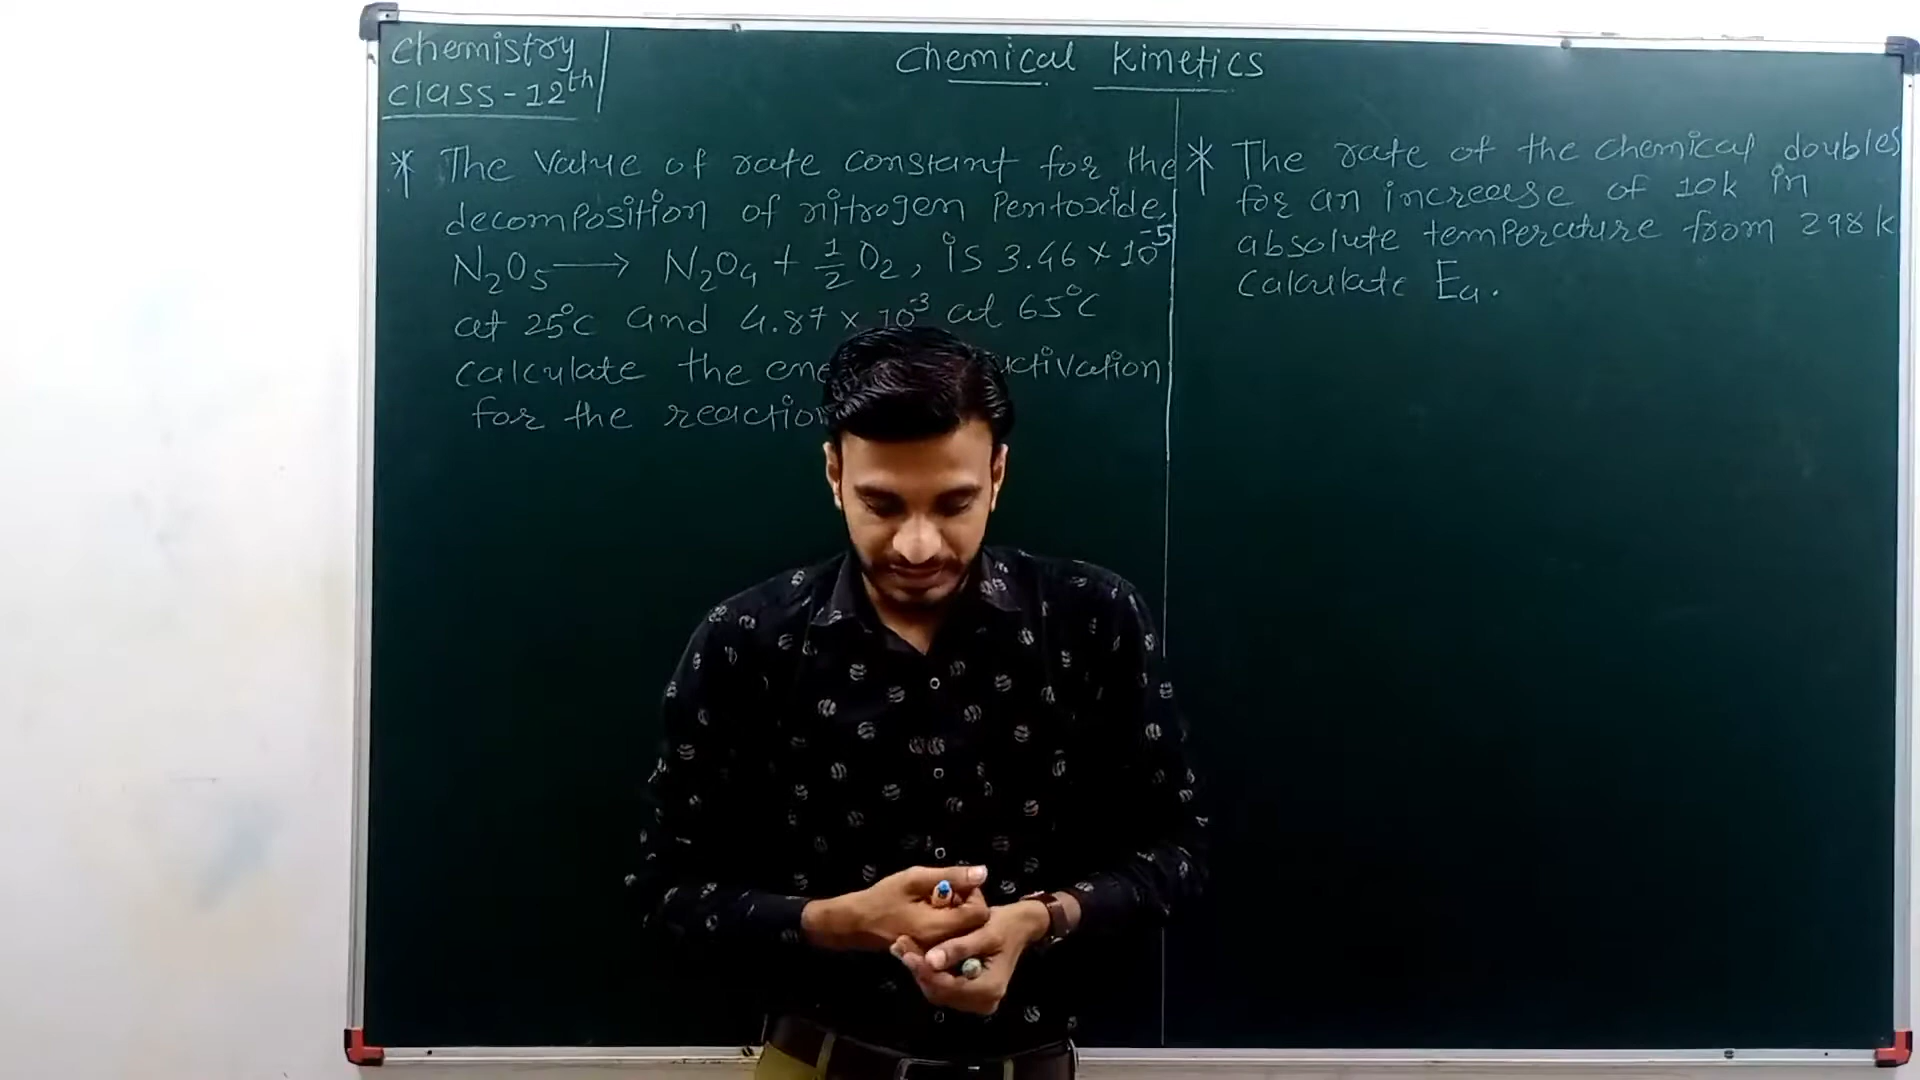 Chemistry
Class-12th
Chemical Kinetics
* The Value of rate constant for the
decomposition of nitrogen Pentoxide,
N2O5 ⟶ N2O4 + 1/2 O2, is 3.46 × 10^-5
at 25°C and 4.87 × 10^-3 at 65°C
Calculate the activation
for the reaction
* The rate of the chemical doubles
for an increase of 10k in
absolute temperature from 298k
Calculate Ea.